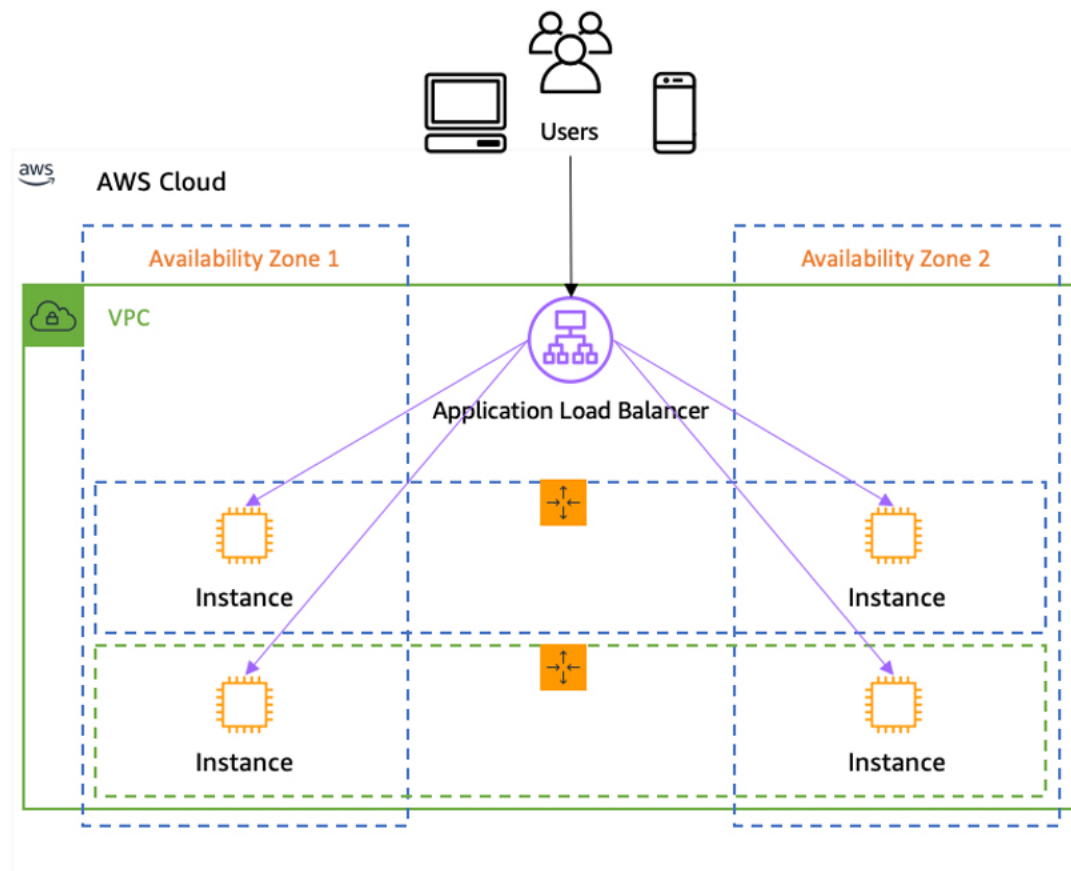 Users
aws
AWS Cloud
Availability Zone 1
Availability Zone 2
VPC
Application Load Balancer
Instance
Instance
Instance
Instance